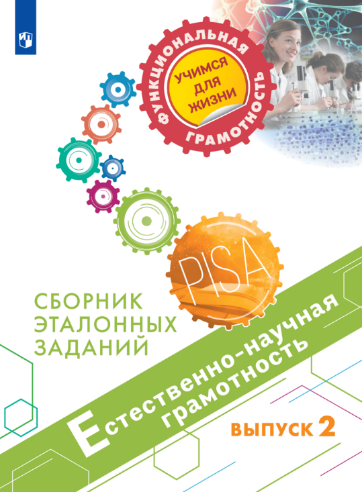 ФУНКЦИОНАЛЬНАЯ
УЧИМСЯ
ДЛЯ
ЖИЗНИ
ГРАМОТНОСТЬ
PISA
СБОРНИК
ЭТАЛОННЫХ
ЗАДАНИЙ
Естественно-научная
грамотность
ВЫПУСК 2